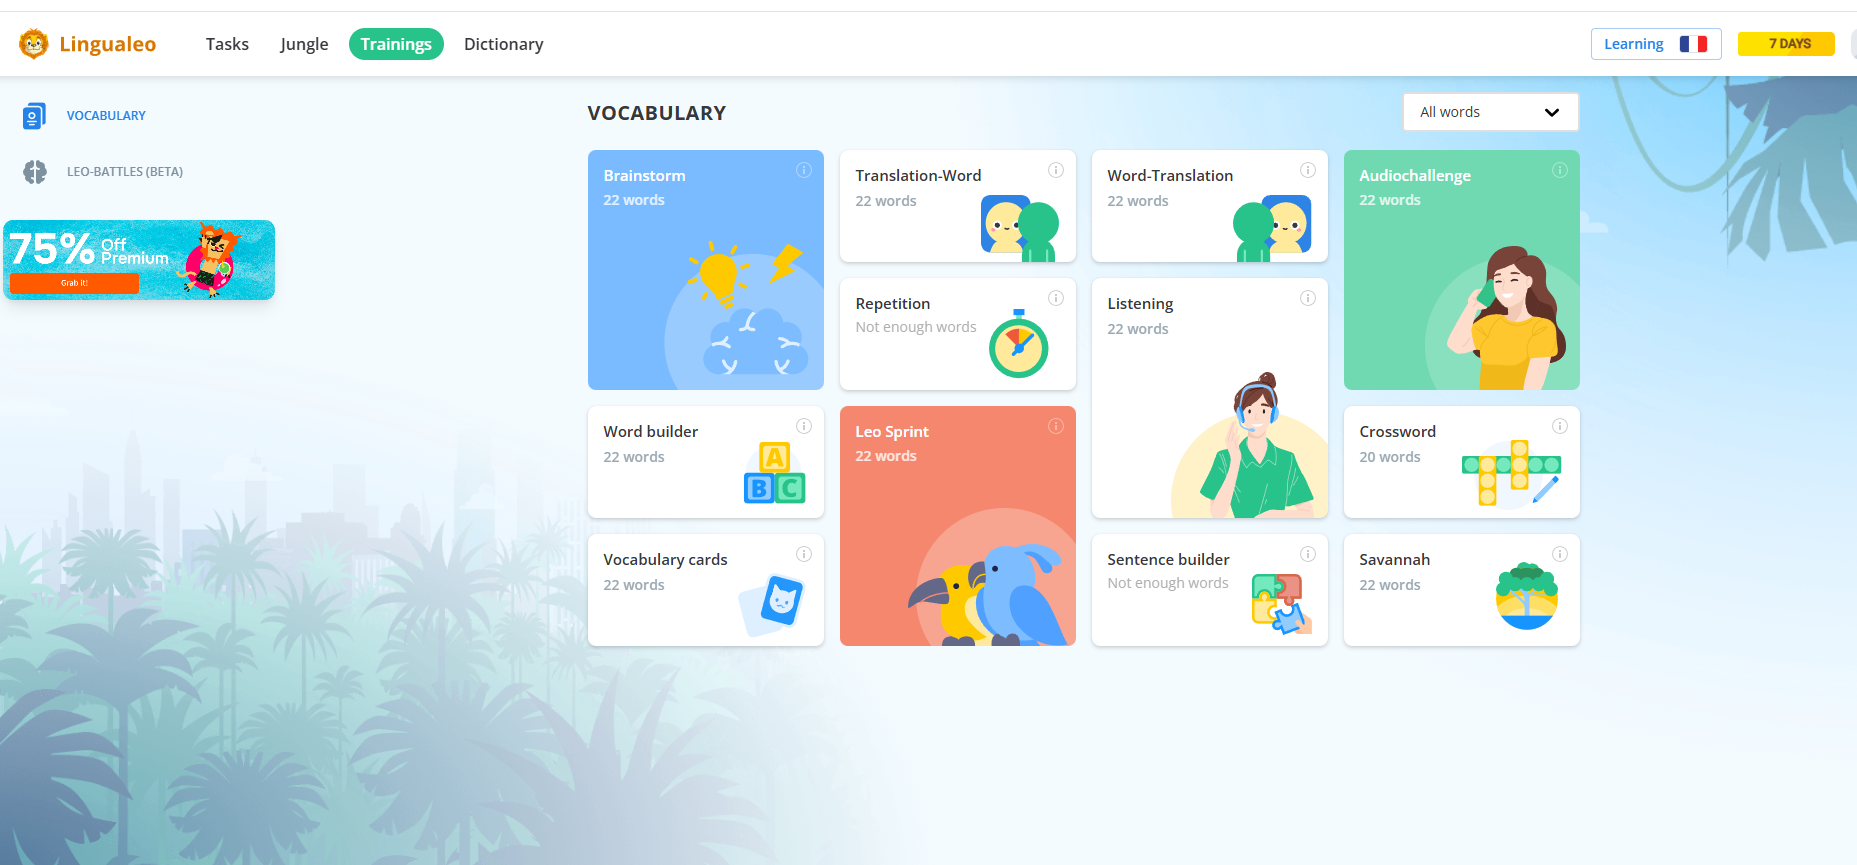 Lingualeo
Tasks Jungle Trainings Dictionary
Learning
7 DAYS
VOCABULARY
LEO-BATTLES (BETA)
75% Off Premium
Grab it!
VOCABULARY
All words
Brainstorm
22 words
Translation-Word
22 words
Word-Translation
22 words
Audiochallenge
22 words
Repetition
Not enough words
Listening
22 words
Word builder
22 words
A
B C
Leo Sprint
22 words
Crossword
20 words
Vocabulary cards
22 words
Sentence builder
Not enough words
Savannah
22 words